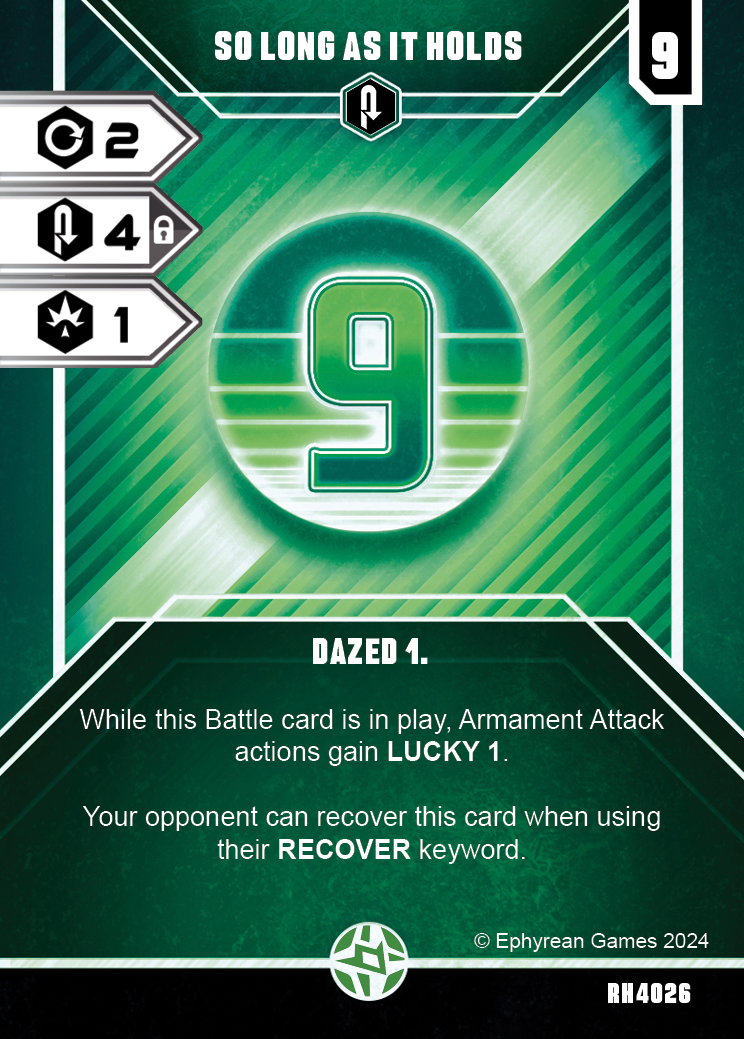 SO LONG AS IT HOLDS
9
2
4
1
9
DAZED 1.
While this Battle card is in play, Armament Attack
actions gain LUCKY 1.
Your opponent can recover this card when using
their RECOVER keyword.
© Ephyrean Games 2024
RH4026